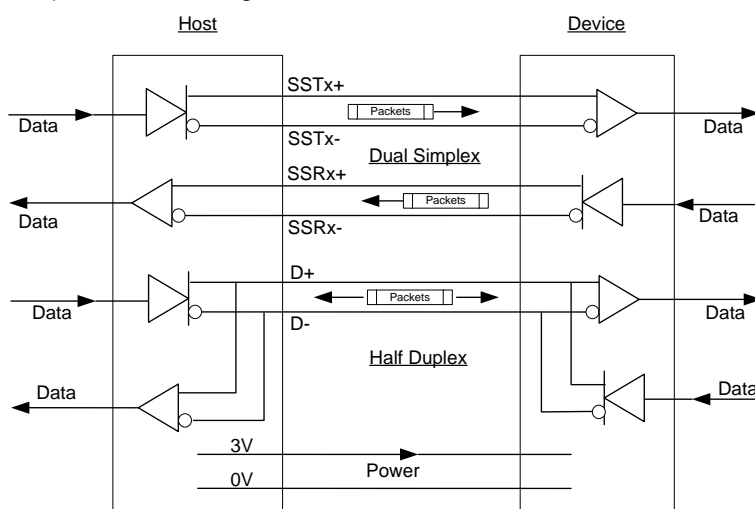 Host
Device
SSTx+
Packets
Data
Data
SSTx-
Dual Simplex
SSRx+
Packets
Data
Data
SSRx-
D+
Packets
Data
Data
D-
Half Duplex
Data
Data
3V
Power
0V